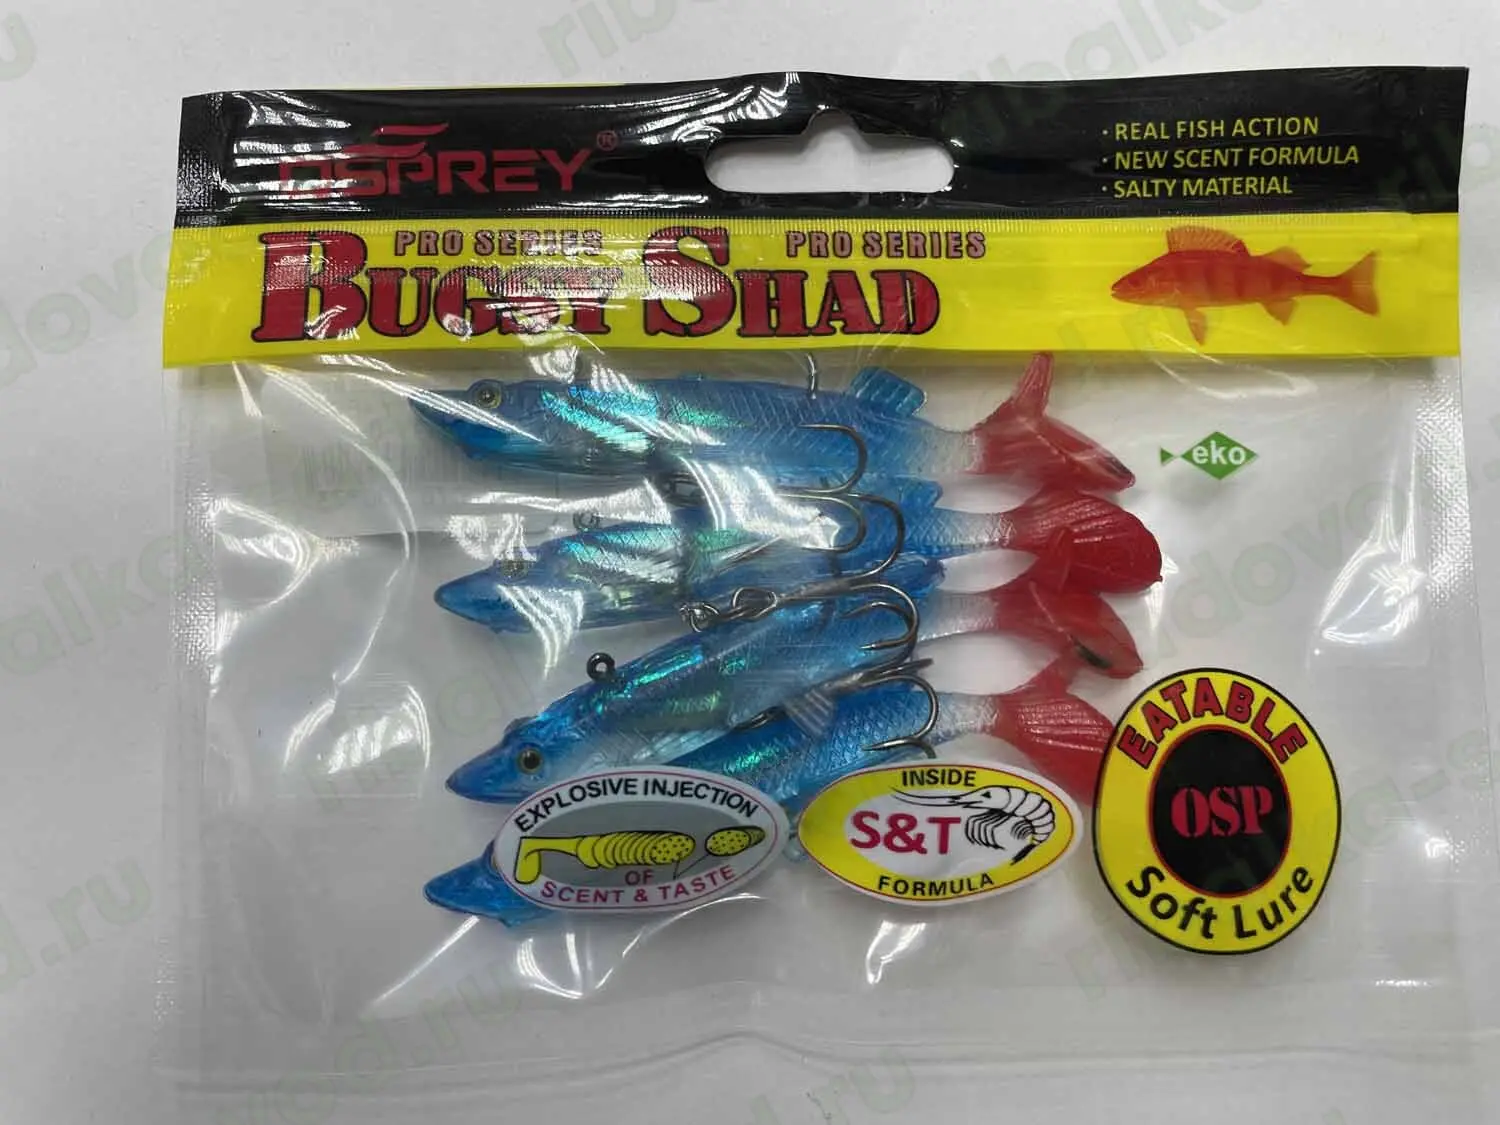 OSPREY®
· REAL FISH ACTION
· NEW SCENT FORMULA
· SALTY MATERIAL
PRO SERIES PRO SERIES
BUGSY SHAD
eko
EXPLOSIVE INJECTION
OF
SCENT & TASTE
INSIDE
S&T
FORMULA
EATABLE
OSP
Soft Lure